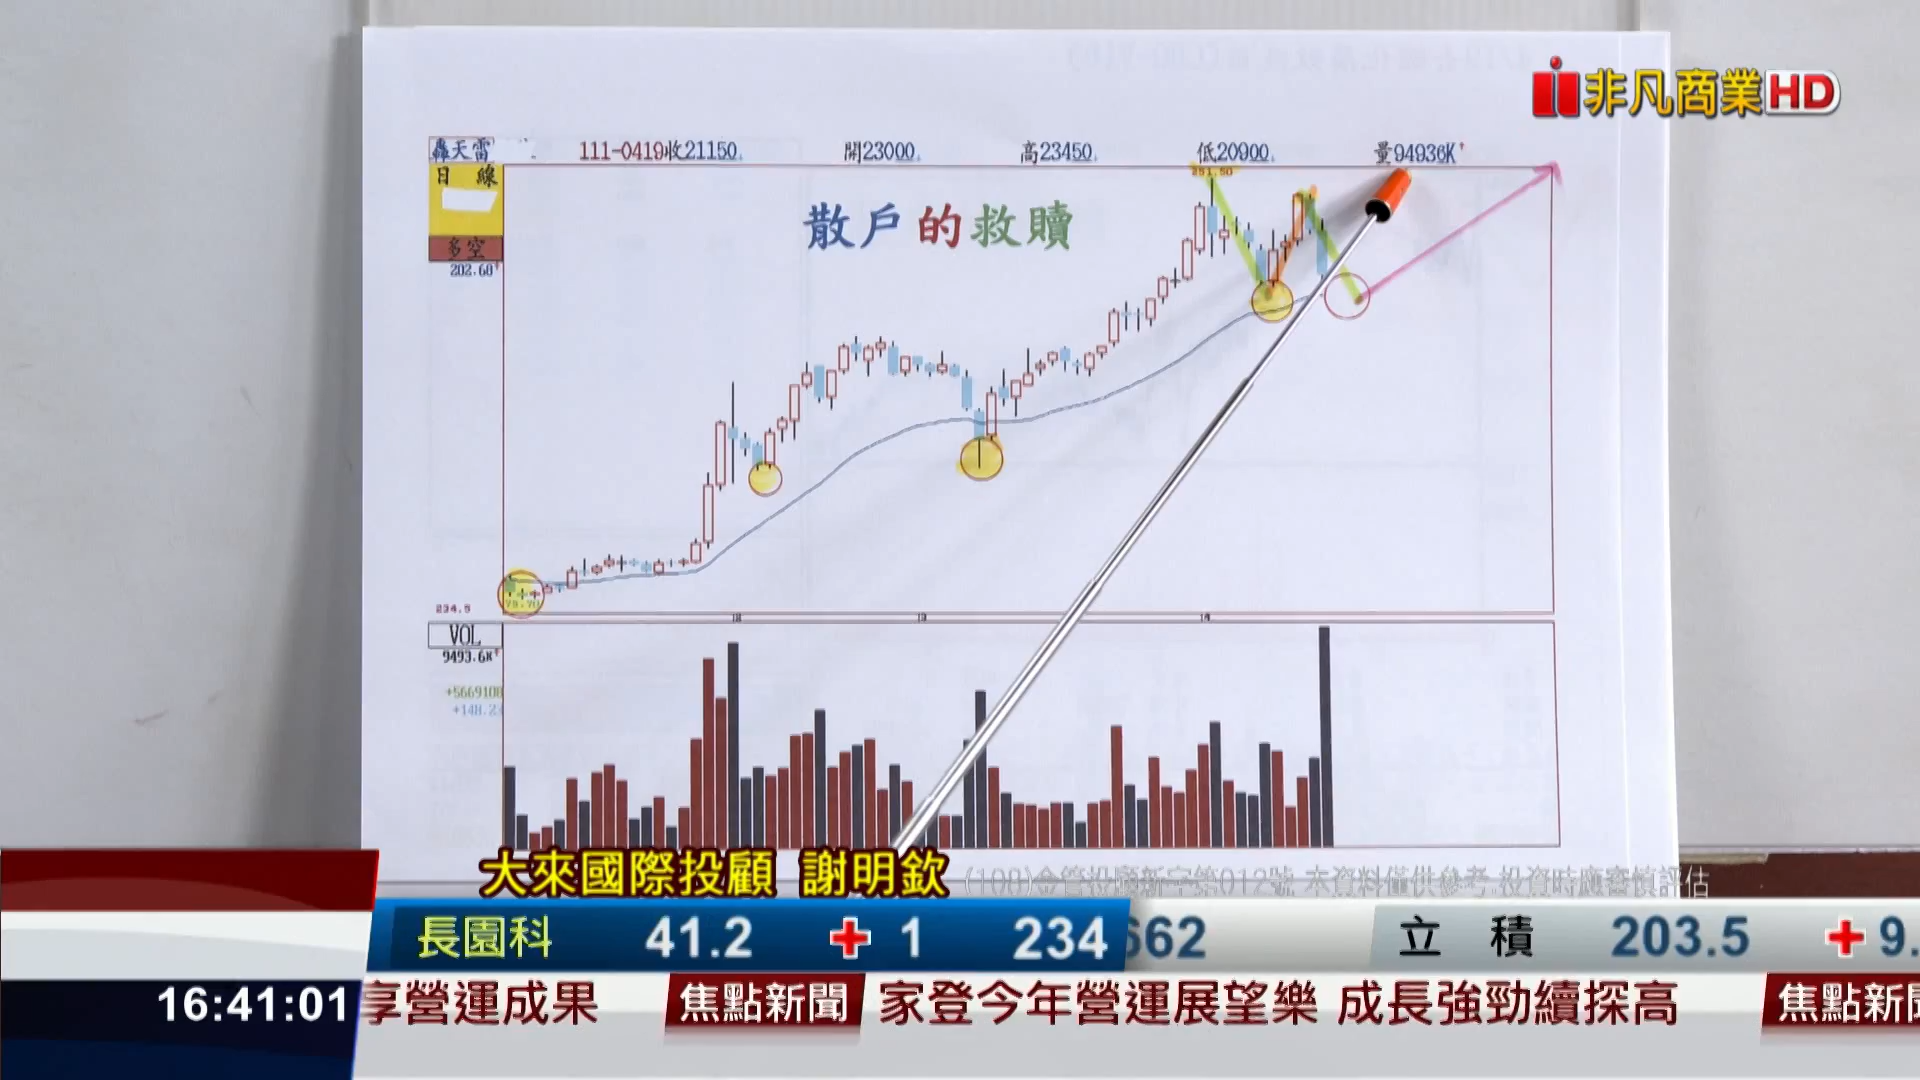 非凡商業HD
轟天雷 111-0419收21150 開23000 高23450 低20900 量94936K
日 線
251.50
散戶的救贖
多空
202.60
79.70
234.5
VOL
9493.6K
+5669108
+148.23
大來國際投顧 謝明欽 (108)金管投顧新字第012號 本資料僅供參考 投資時應審慎評估
長園科 41.2 + 1 234 662 立 積 203.5 + 9.
16:41:01 享營運成果 焦點新聞 家登今年營運展望樂 成長強勁續探高 焦點新